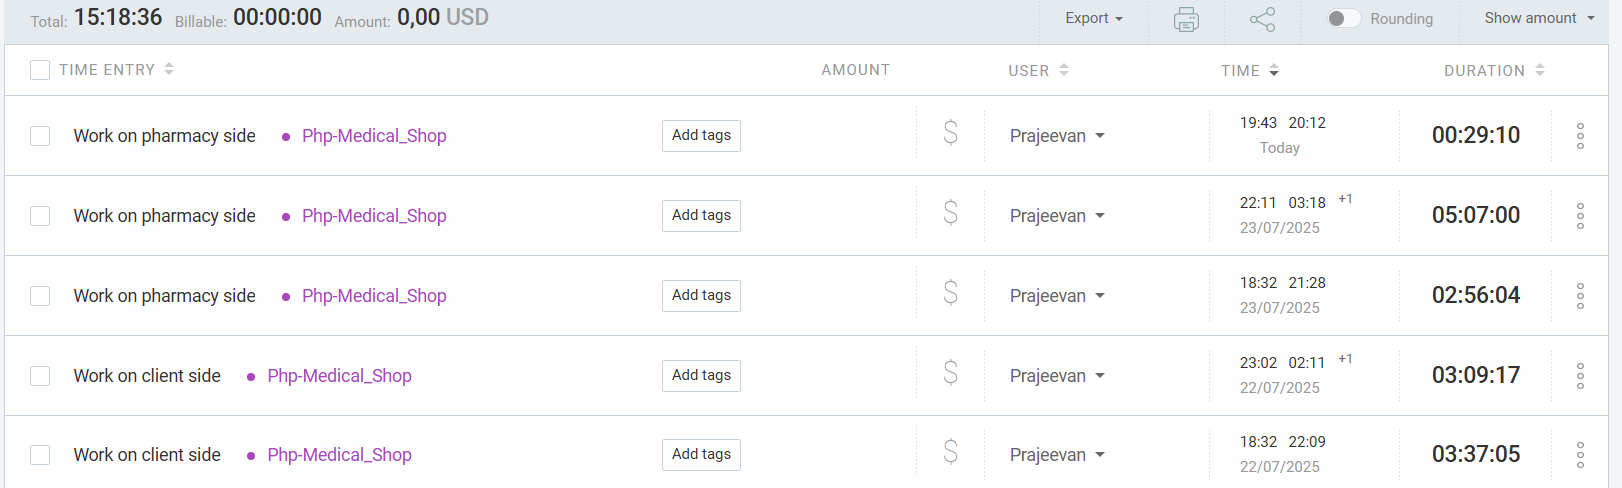 Total: 15:18:36 Billable: 00:00:00 Amount: 0,00 USD Export Rounding Show amount
TIME ENTRY AMOUNT USER TIME DURATION
Work on pharmacy side Php-Medical_Shop Add tags $ Prajeevan 19:43 20:12 00:29:10
Today
Work on pharmacy side Php-Medical_Shop Add tags $ Prajeevan 22:11 03:18 +1 05:07:00
23/07/2025
Work on pharmacy side Php-Medical_Shop Add tags $ Prajeevan 18:32 21:28 02:56:04
23/07/2025
Work on client side Php-Medical_Shop Add tags $ Prajeevan 23:02 02:11 +1 03:09:17
22/07/2025
Work on client side Php-Medical_Shop Add tags $ Prajeevan 18:32 22:09 03:37:05
22/07/2025